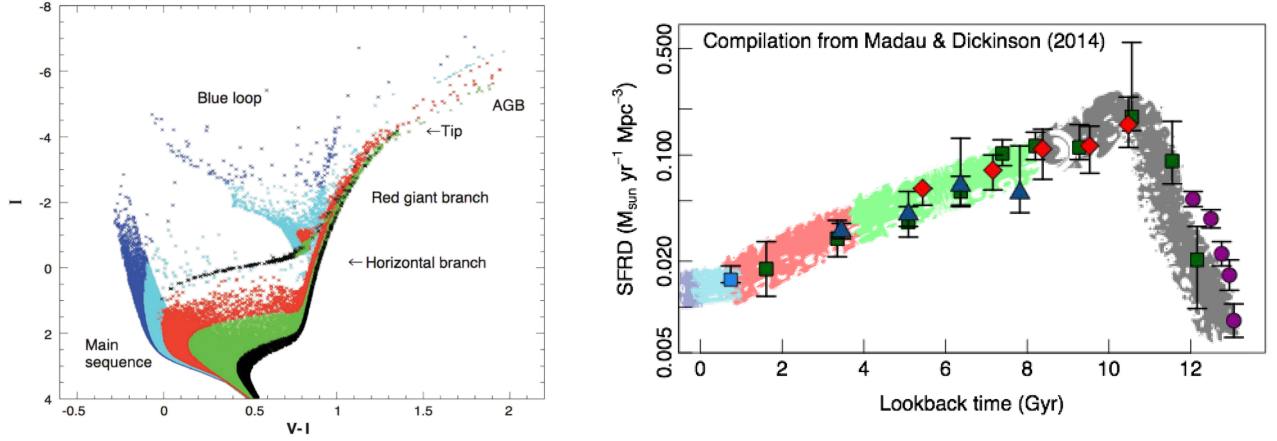 -8
-6
-4
-2
0
2
4
I
-0.5
0
0.5
1
1.5
2
V-I
Blue loop
AGB
←Tip
Red giant branch
←Horizontal branch
Main
sequence
Compilation from Madau & Dickinson (2014)
0.500
0.100
0.020
0.005
SFRD (Msun yr−1 Mpc−3)
0
2
4
6
8
10
12
Lookback time (Gyr)